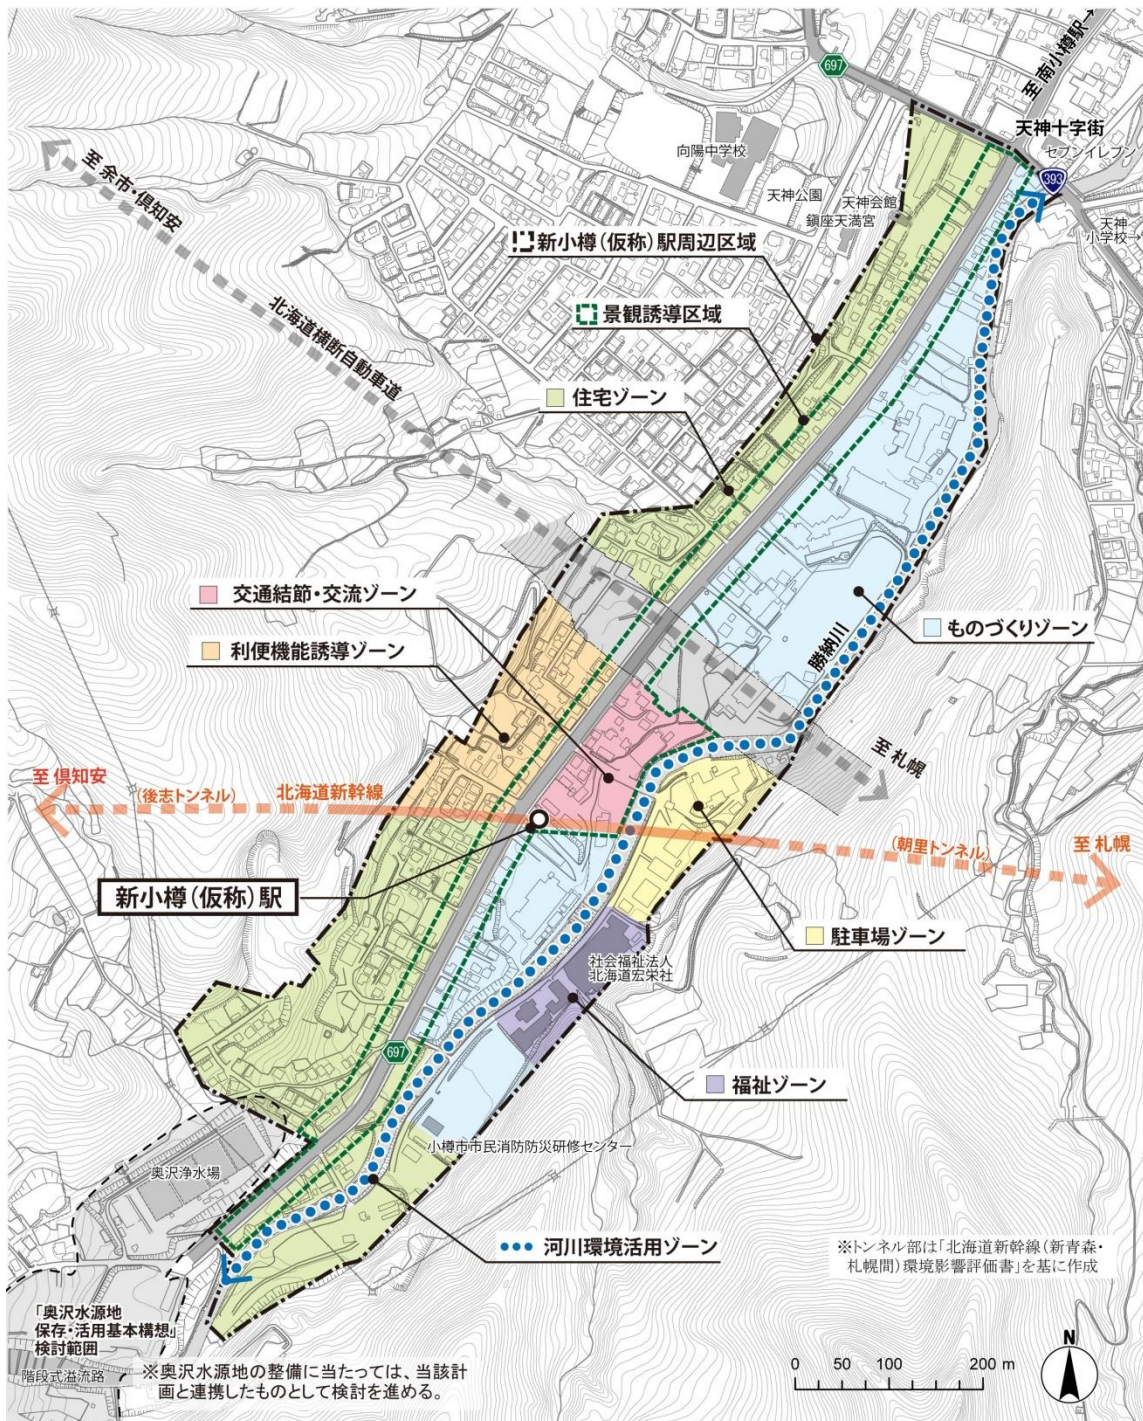 至 南小樽駅→
697
天神十字街
セブンイレブン
393
向陽中学校
天神公園
天神会館
鎮座天満宮
天神
小学校→
至 余市・倶知安
新小樽(仮称)駅周辺区域
北海道横断自動車道
景観誘導区域
住宅ゾーン
交通結節・交流ゾーン
利便機能誘導ゾーン
ものづくりゾーン
勝納川
至 札幌
至 倶知安
(後志トンネル)
北海道新幹線
(朝里トンネル)
至 札幌
新小樽(仮称)駅
駐車場ゾーン
社会福祉法人
北海道宏栄社
697
福祉ゾーン
小樽市市民消防防災研修センター
奥沢浄水場
河川環境活用ゾーン
※トンネル部は「北海道新幹線(新青森・
札幌間)環境影響評価書」を基に作成
「奥沢水源地
保存・活用基本構想」
検討範囲
階段式溢流路
※奥沢水源地の整備に当たっては、当該計
画と連携したものとして検討を進める。
0 50 100 200 m
N